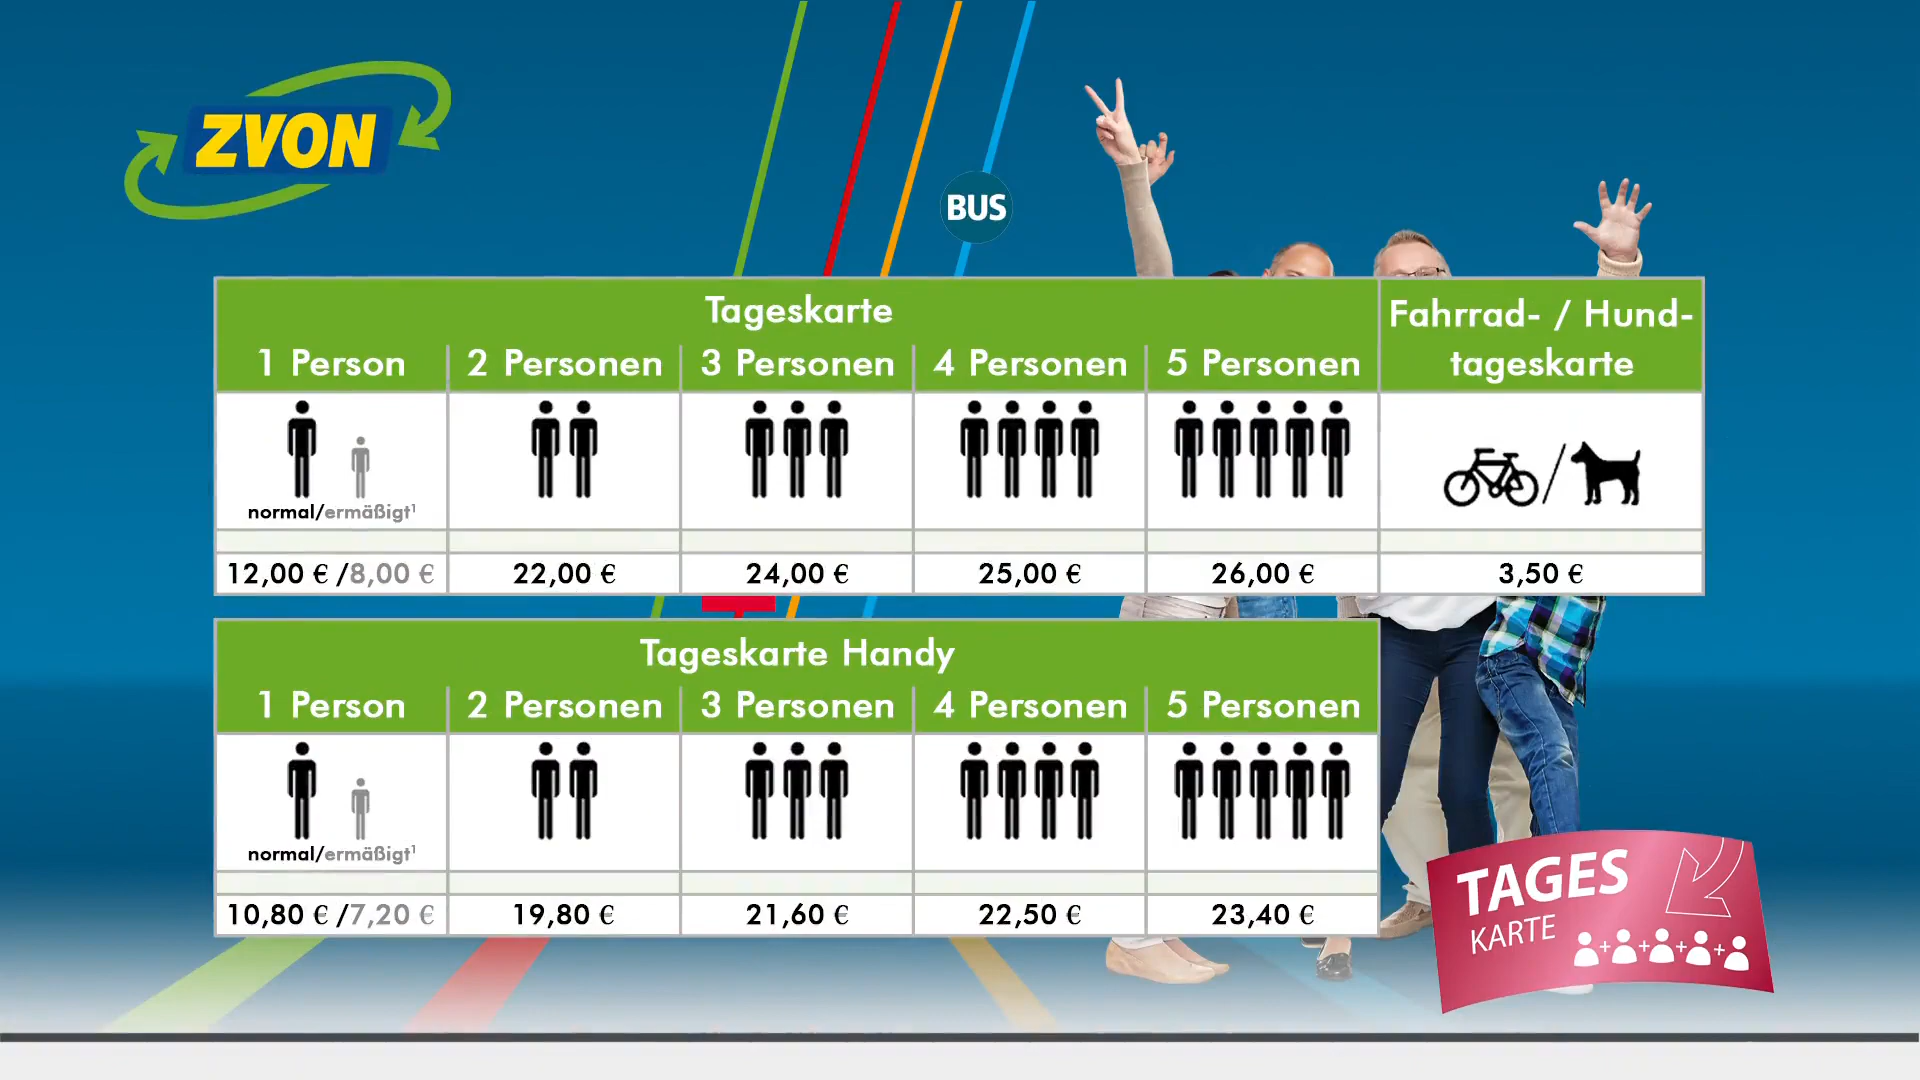 ZVON
BUS
Tageskarte
1 Person 2 Personen 3 Personen 4 Personen 5 Personen
Fahrrad- / Hund-
tageskarte
normal/ermäßigt¹
12,00 € /8,00 € 22,00 € 24,00 € 25,00 € 26,00 € 3,50 €
Tageskarte Handy
1 Person 2 Personen 3 Personen 4 Personen 5 Personen
normal/ermäßigt¹
10,80 € /7,20 € 19,80 € 21,60 € 22,50 € 23,40 €
TAGES
KARTE